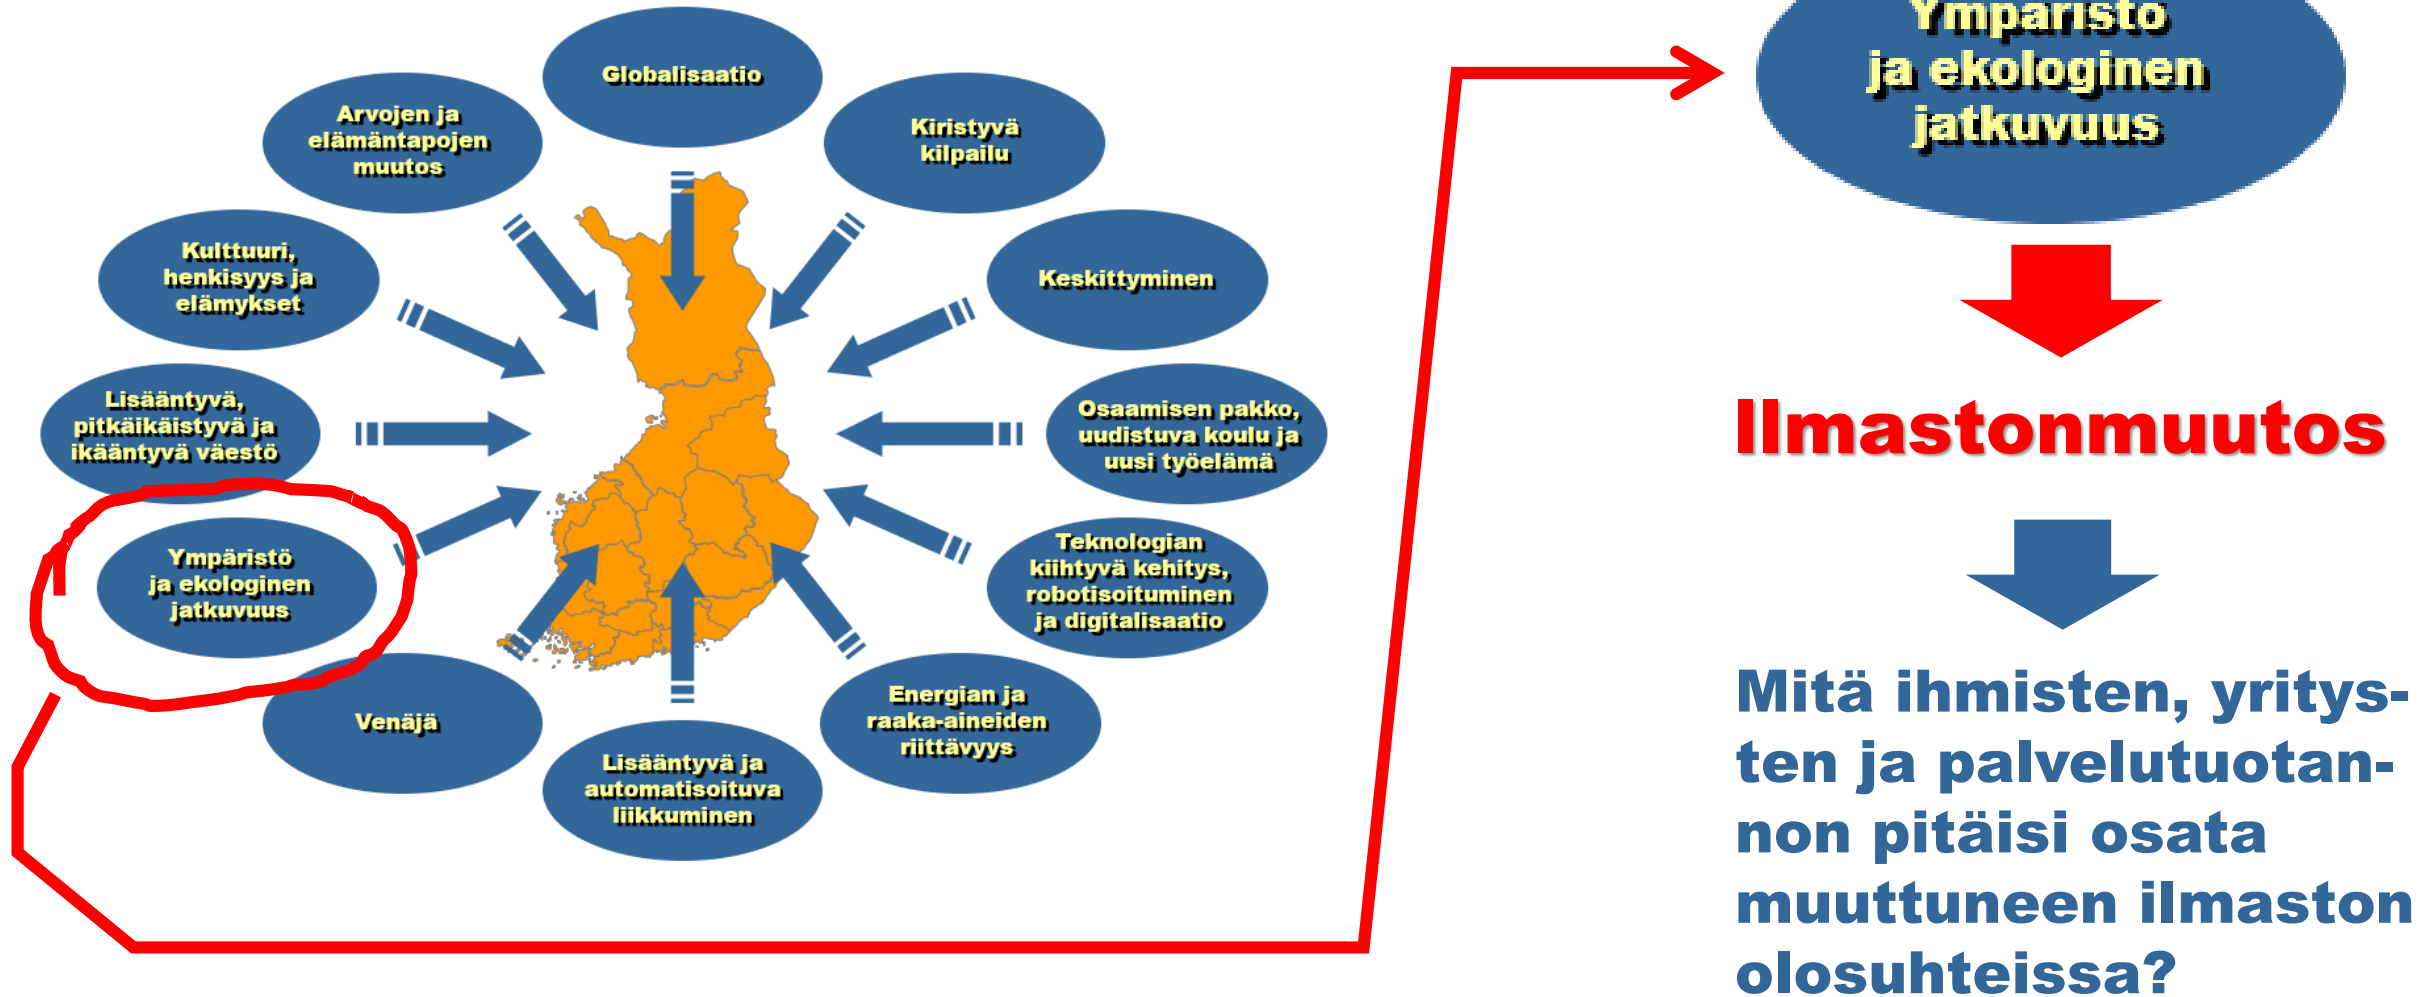 Globalisaatio
Arvojen ja
elämäntapojen
muutos
Kiristyvä
kilpailu
Kulttuuri,
henkisyys ja
elämykset
Keskittyminen
Lisääntyvä,
pitkäikäistyvä ja
ikääntyvä väestö
Osaamisen pakko,
uudistuva koulu ja
uusi työelämä
Ympäristö
ja ekologinen
jatkuvuus
Teknologian
kiihtyvä kehitys,
robotisoituminen
ja digitalisaatio
Venäjä
Energian ja
raaka-aineiden
riittävyys
Lisääntyvä ja
automatisoituva
liikkuminen
Ympäristö
ja ekologinen
jatkuvuus
Ilmastonmuutos
Mitä ihmisten, yritys-
ten ja palvelutuotan-
non pitäisi osata
muuttuneen ilmaston
olosuhteissa?